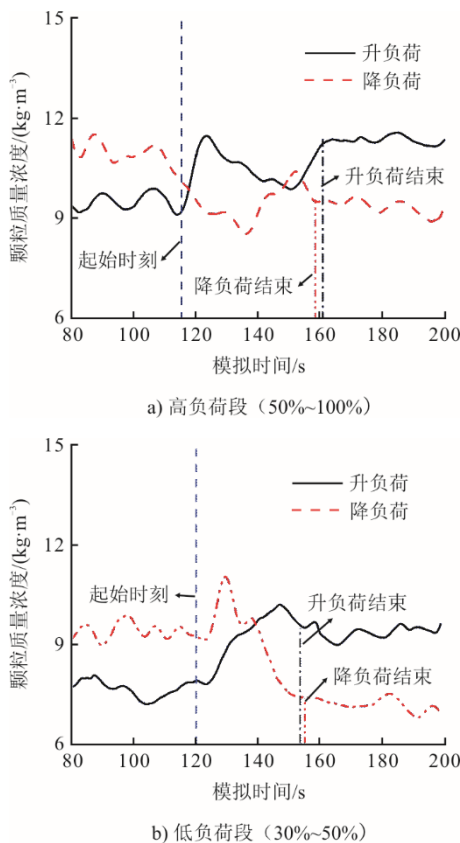 15
升负荷
降负荷
12
颗粒质量浓度/(kg·m⁻³)
9
升负荷结束
起始时刻
降负荷结束
6
80 100 120 140 160 180 200
模拟时间/s
a) 高负荷段（50%~100%）
15
升负荷
降负荷
12
颗粒质量浓度/(kg·m⁻³)
起始时刻
升负荷结束
9
降负荷结束
6
80 100 120 140 160 180 200
模拟时间/s
b) 低负荷段（30%~50%）